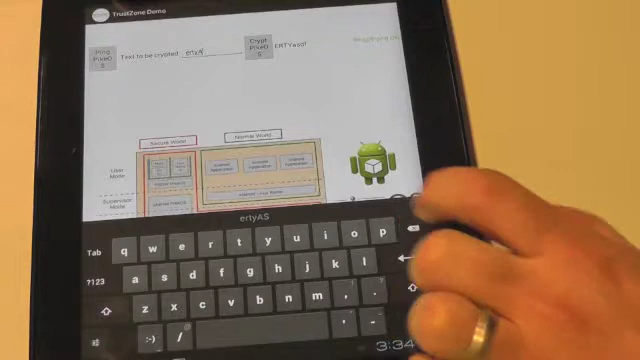 TrustZone Demo
Ping PikeOS
Text to be crypted
ertyA
Crypt PikeOS
ERTYasdf
Secure World
Normal World
User Mode
Supervisor Mode
ertyAS
Tab q w e r t y u i o p
?123 a s d f g h j k l
z x c v b n m , .
:-) / @ ' -
3:34